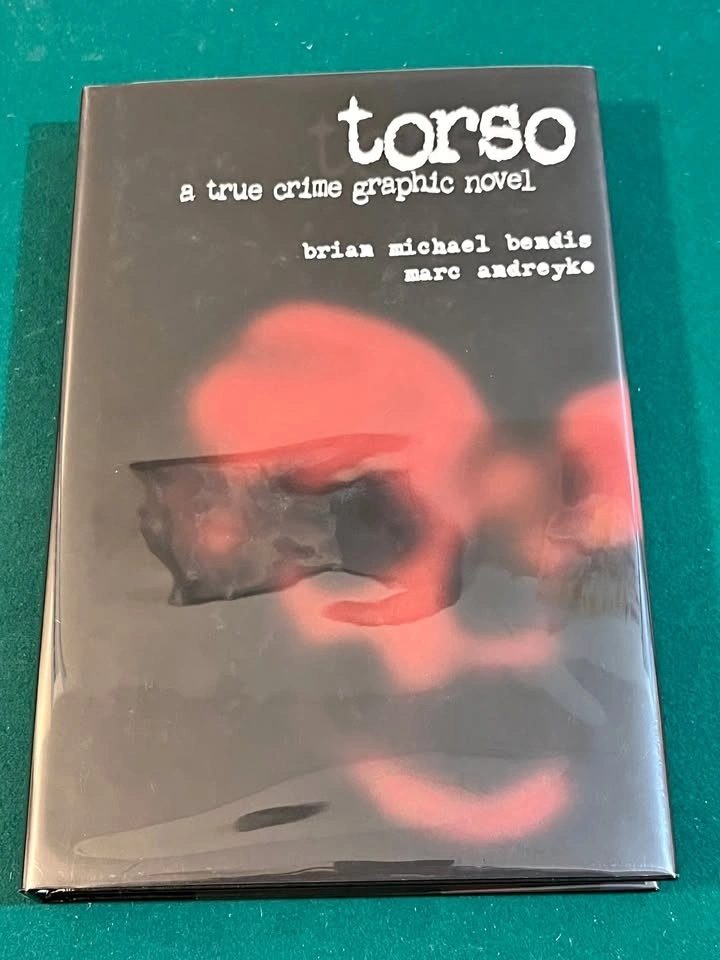 torso
a true crime graphic novel
brian michael bendis
marc andreyko